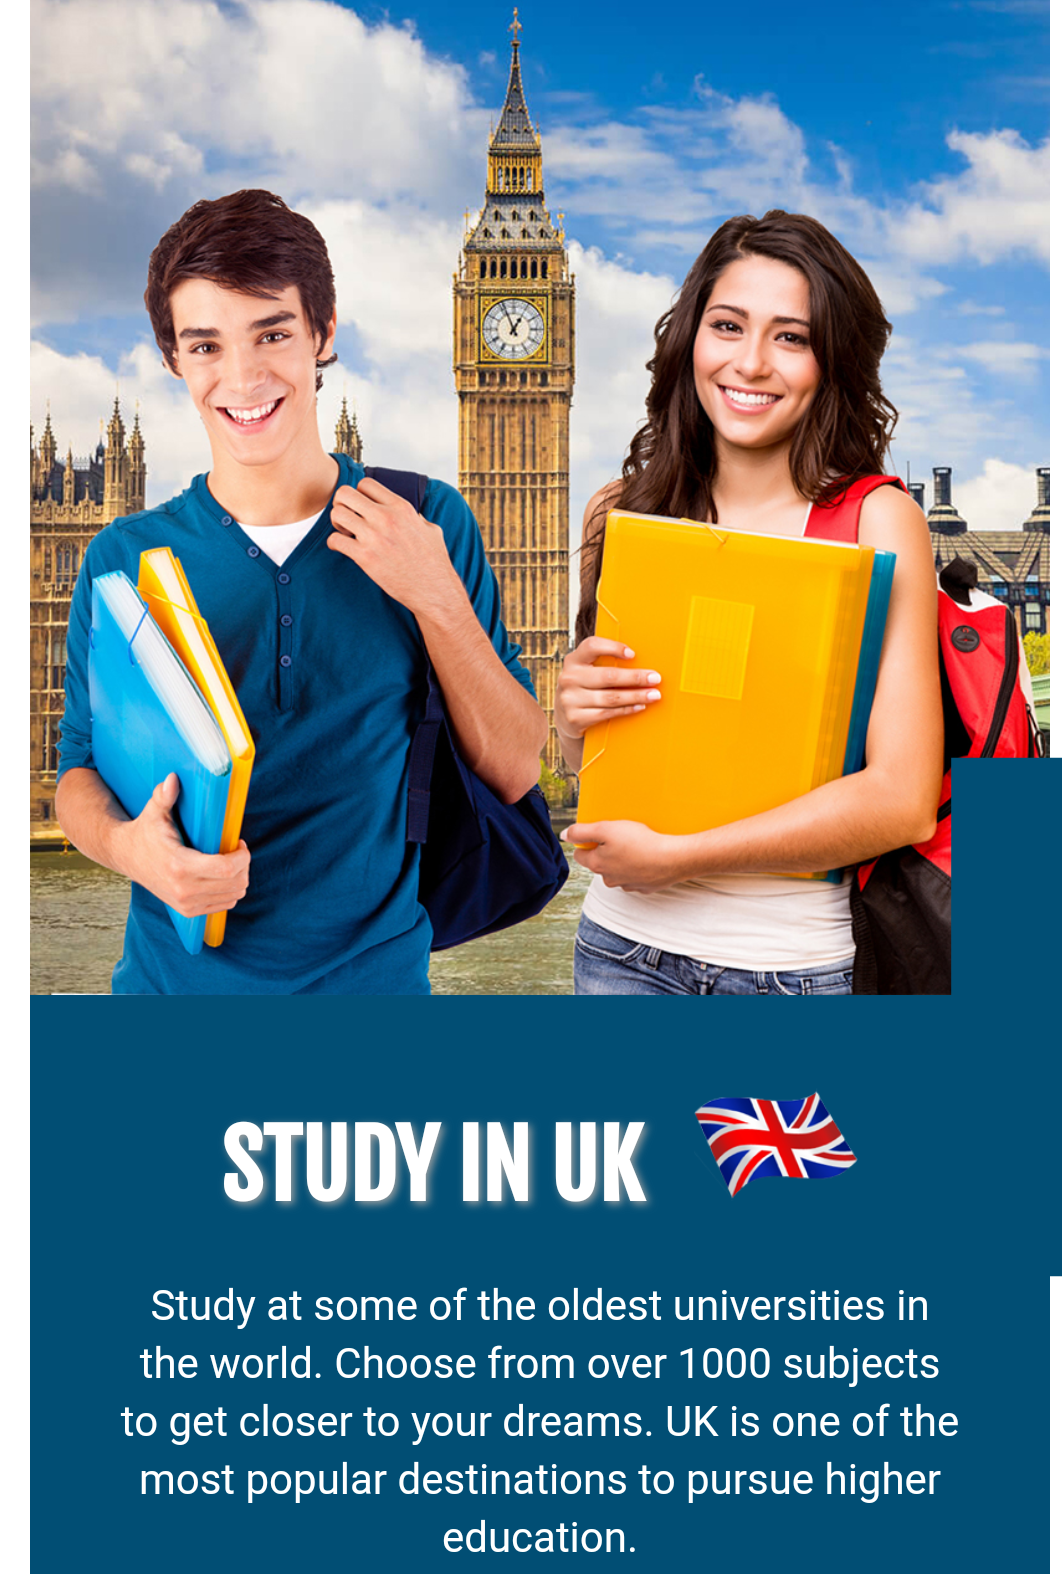 STUDY IN UK
Study at some of the oldest universities in
the world. Choose from over 1000 subjects
to get closer to your dreams. UK is one of the
most popular destinations to pursue higher
education.